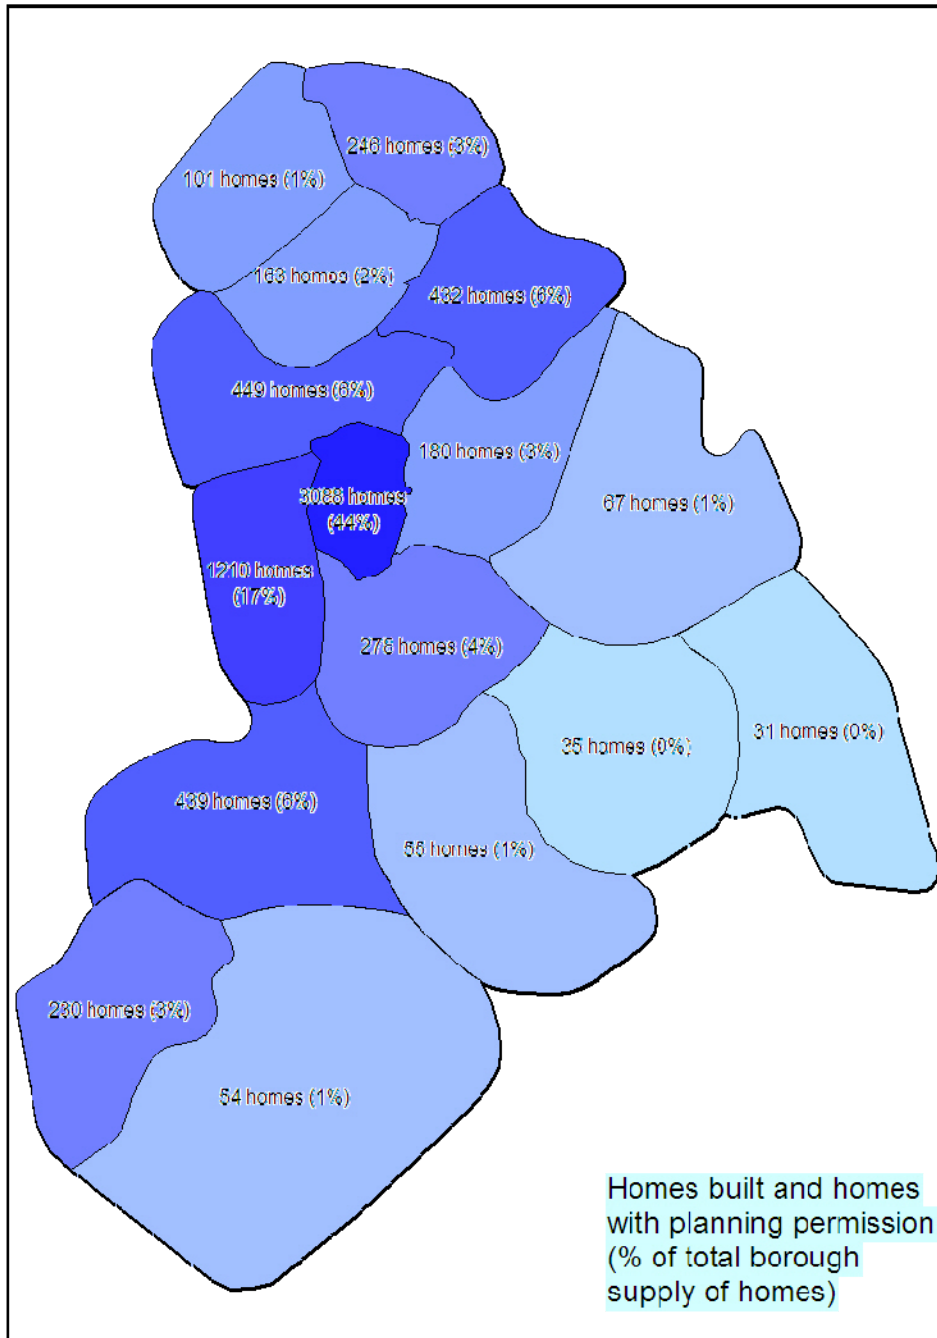 246 homes (3%)
101 homes (1%)
163 homes (2%)
432 homes (6%)
449 homes (6%)
180 homes (3%)
3088 homes
(44%)
67 homes (1%)
1210 homes
(17%)
278 homes (4%)
35 homes (0%)
31 homes (0%)
439 homes (6%)
55 homes (1%)
230 homes (3%)
54 homes (1%)
Homes built and homes
with planning permission
(% of total borough
supply of homes)